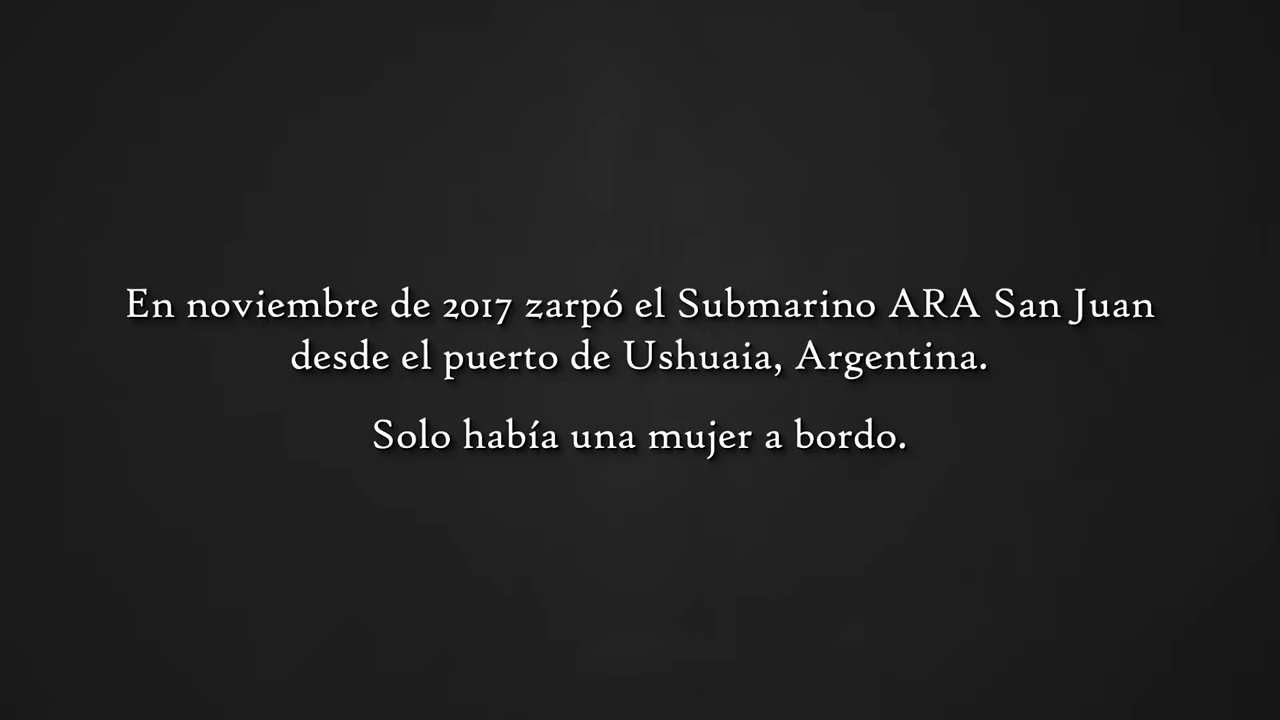 En noviembre de 2017 zarpó el Submarino ARA San Juan
desde el puerto de Ushuaia, Argentina.
Solo había una mujer a bordo.